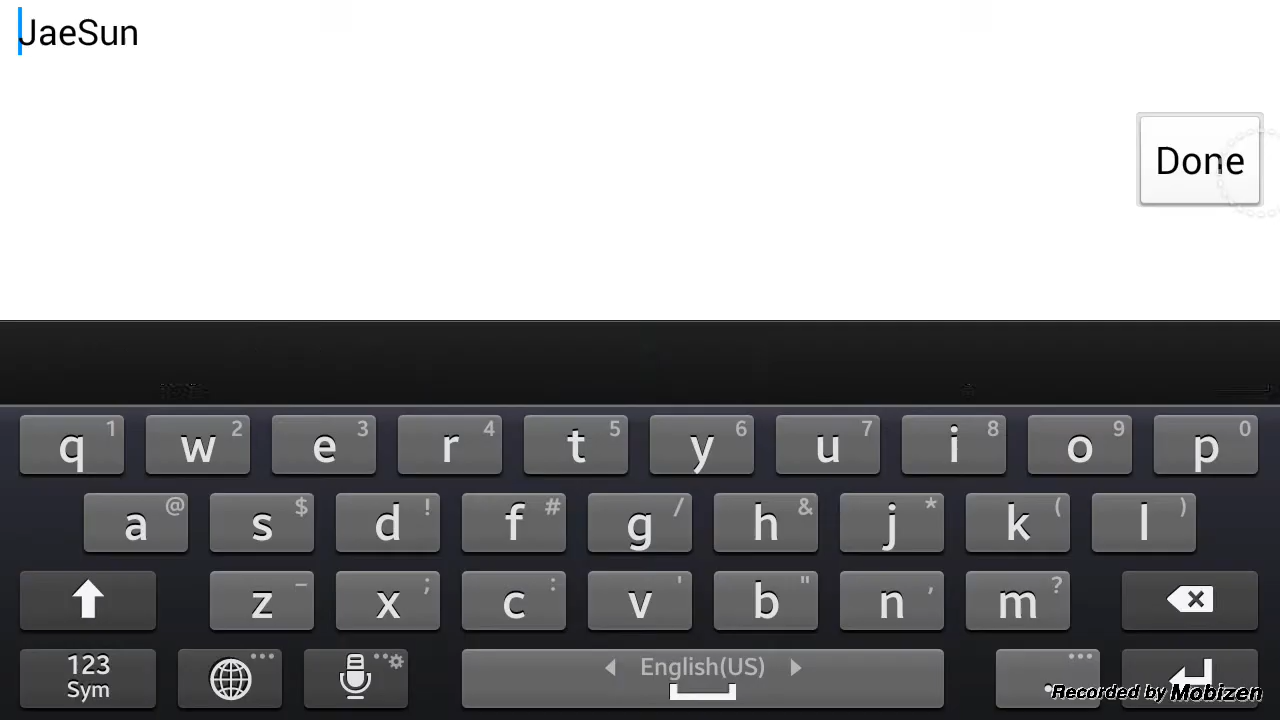 JaeSun
Done
q 1 w 2 e 3 r 4 t 5 y 6 u 7 i 8 o 9 p 0
a @ s $ d ! f # g / h & j * k ( l )
z – x ; c : v ' b " n , m ?
123
Sym
English(US)
.
Recorded by Mobizen